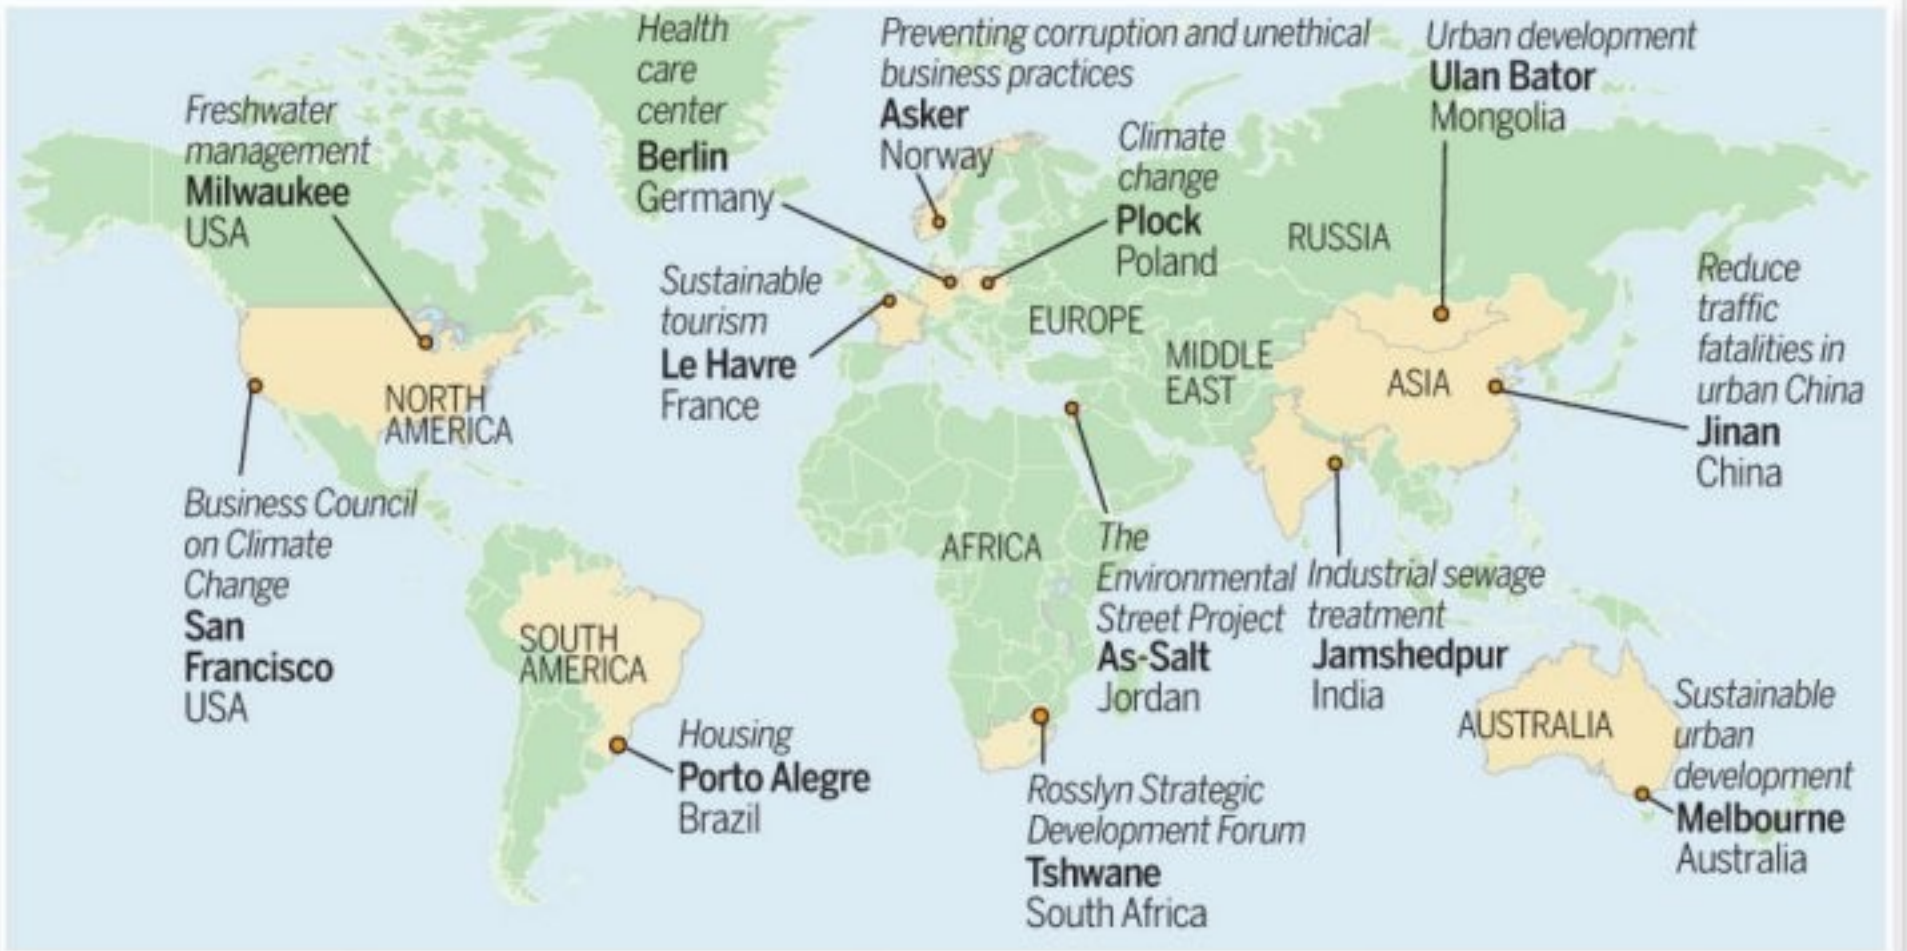 Health
care
center
Berlin
Germany
Preventing corruption and unethical
business practices
Asker
Norway
Urban development
Ulan Bator
Mongolia
Freshwater
management
Milwaukee
USA
Climate
change
Plock
Poland
RUSSIA
Sustainable
tourism
Le Havre
France
EUROPE
MIDDLE
EAST
ASIA
Reduce
traffic
fatalities in
urban China
Jinan
China
NORTH
AMERICA
Business Council
on Climate
Change
San
Francisco
USA
AFRICA
The
Environmental
Street Project
As-Salt
Jordan
Industrial sewage
treatment
Jamshedpur
India
SOUTH
AMERICA
Housing
Porto Alegre
Brazil
Rosslyn Strategic
Development Forum
Tshwane
South Africa
AUSTRALIA
Sustainable
urban
development
Melbourne
Australia